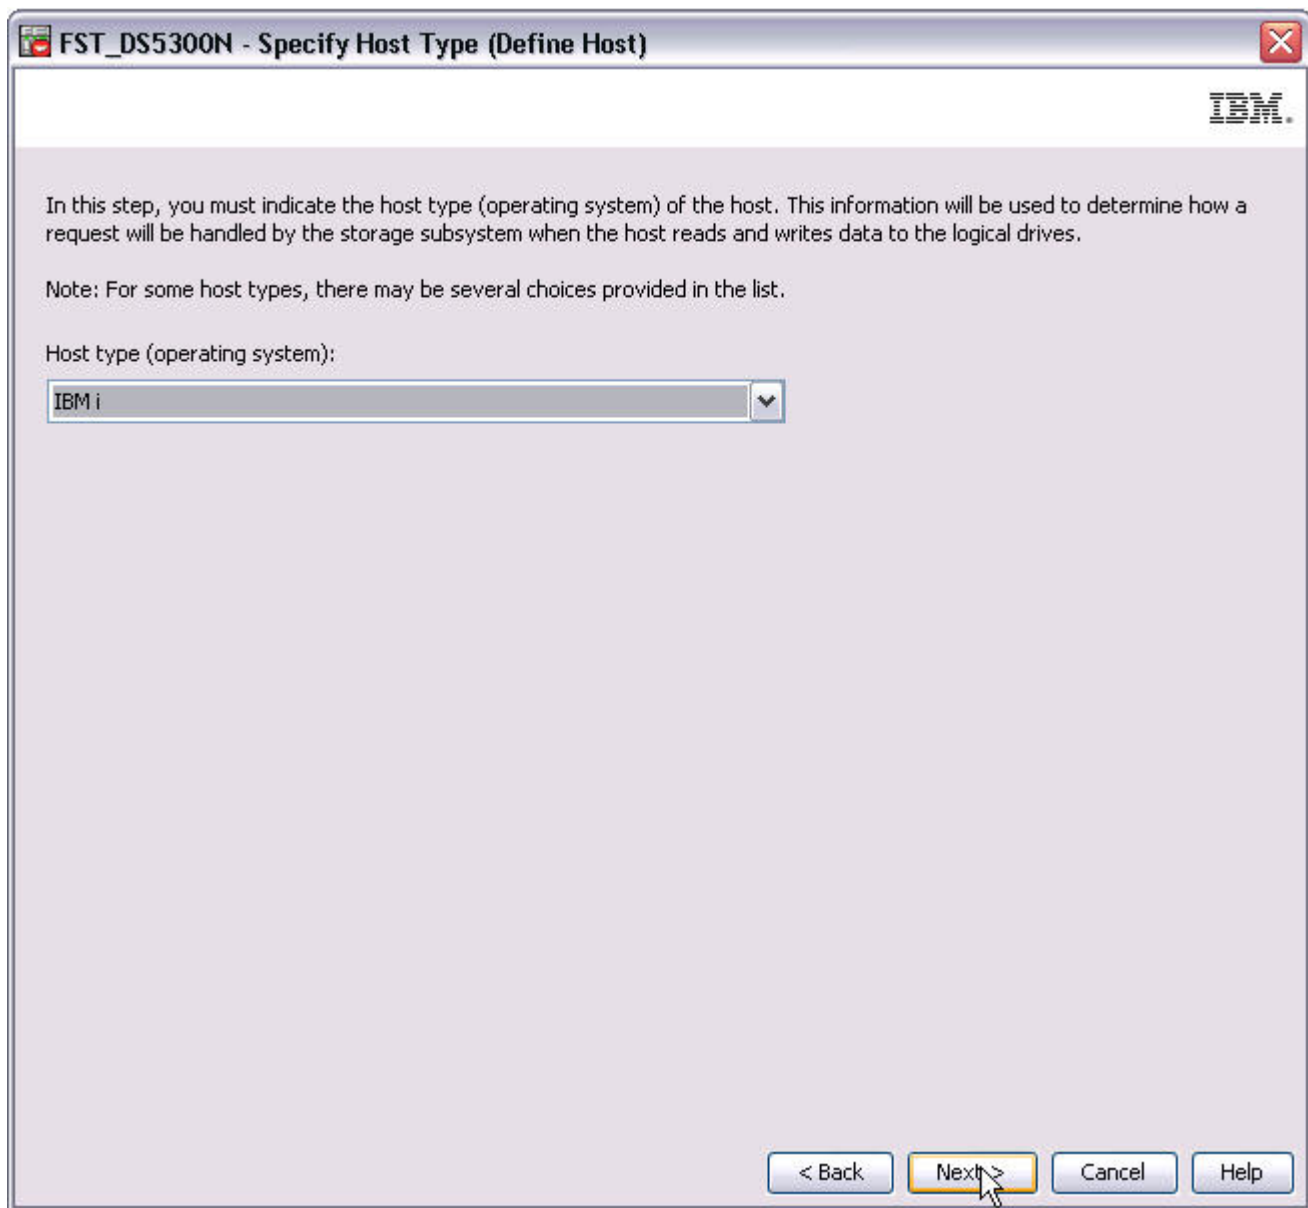 FST_DS5300N - Specify Host Type (Define Host)
IBM.
In this step, you must indicate the host type (operating system) of the host. This information will be used to determine how a
request will be handled by the storage subsystem when the host reads and writes data to the logical drives.
Note: For some host types, there may be several choices provided in the list.
Host type (operating system):
IBM i
< Back
Next >
Cancel
Help